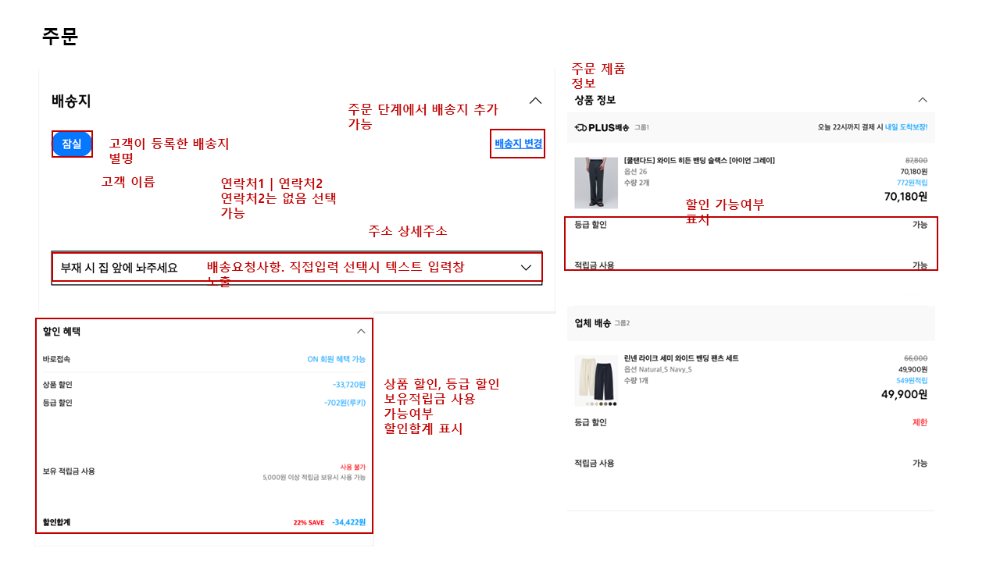 주문
배송지
주문 단계에서 배송지 추가
가능
잠실
고객이 등록한 배송지
별명
배송지 변경
고객 이름
연락처1 | 연락처2
연락처2는 없음 선택
가능
주소 상세주소
부재 시 집 앞에 놔주세요
배송요청사항. 직접입력 선택시 텍스트 입력창
노출
할인 혜택
바로접속
ON 회원 혜택 가능
상품 할인
-33,720원
등급 할인
-702원(루키)
보유 적립금 사용
사용 불가
5,000원 이상 적립금 보유시 사용 가능
할인합계
22% SAVE -34,422원
상품 할인, 등급 할인
보유적립금 사용
가능여부
할인합계 표시
주문 제품
정보
상품 정보
PLUS배송 그룹1
오늘 22시까지 결제 시 내일 도착보장!
[쿨탠다드] 와이드 히든 밴딩 슬랙스 [아이언 그레이]
87,800
옵션 26
70,180원
수량 2개
772원적립
70,180원
할인 가능여부
표시
등급 할인
가능
적립금 사용
가능
업체 배송 그룹2
린넨 라이크 세미 와이드 밴딩 팬츠 세트
66,000
옵션 Natural_S Navy_S
49,900원
수량 1개
549원적립
49,900원
등급 할인
제한
적립금 사용
가능